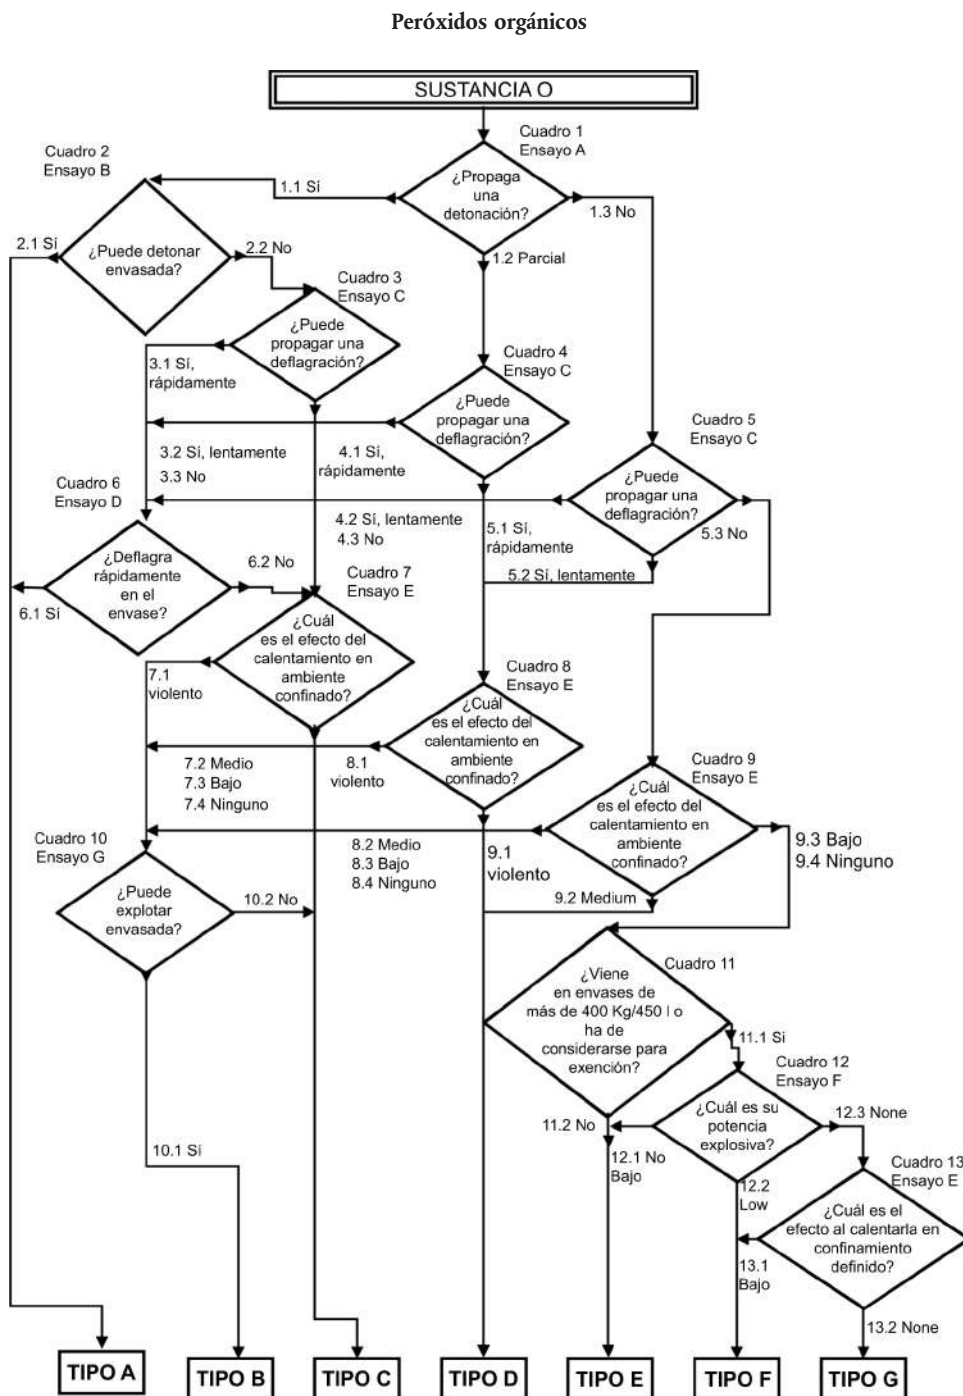 Peróxidos orgánicos
SUSTANCIA O
Cuadro 1
Ensayo A
¿Propaga
una
detonación?
1.1 Sí
1.3 No
1.2 Parcial
Cuadro 2
Ensayo B
¿Puede detonar
envasada?
2.1 Sí
2.2 No
Cuadro 3
Ensayo C
¿Puede
propagar una
deflagración?
3.1 Sí,
rápidamente
3.2 Sí, lentamente
3.3 No
Cuadro 4
Ensayo C
¿Puede
propagar una
deflagración?
4.1 Sí,
rápidamente
4.2 Sí, lentamente
4.3 No
Cuadro 5
Ensayo C
¿Puede
propagar una
deflagración?
5.1 Sí,
rápidamente
5.2 Sí, lentamente
5.3 No
Cuadro 6
Ensayo D
¿Deflagra
rápidamente
en el
envase?
6.1 Sí
6.2 No
Cuadro 7
Ensayo E
¿Cuál
es el efecto del
calentamiento en
ambiente
confinado?
7.1
violento
7.2 Medio
7.3 Bajo
7.4 Ninguno
Cuadro 8
Ensayo E
¿Cuál
es el efecto del
calentamiento en
ambiente
confinado?
8.1
violento
8.2 Medio
8.3 Bajo
8.4 Ninguno
Cuadro 9
Ensayo E
¿Cuál
es el efecto del
calentamiento en
ambiente
confinado?
9.1
violento
9.2 Medium
9.3 Bajo
9.4 Ninguno
Cuadro 10
Ensayo G
¿Puede
explotar
envasada?
10.2 No
10.1 Sí
Cuadro 11
¿Viene
en envases de
más de 400 Kg/450 l o
ha de
considerarse para
exención?
11.1 Si
11.2 No
Cuadro 12
Ensayo F
¿Cuál es su
potencia
explosiva?
12.1 No
Bajo
12.2
Low
12.3 None
Cuadro 13
Ensayo E
¿Cuál es el
efecto al calentarla en
confinamiento
definido?
13.1
Bajo
13.2 None
TIPO A
TIPO B
TIPO C
TIPO D
TIPO E
TIPO F
TIPO G